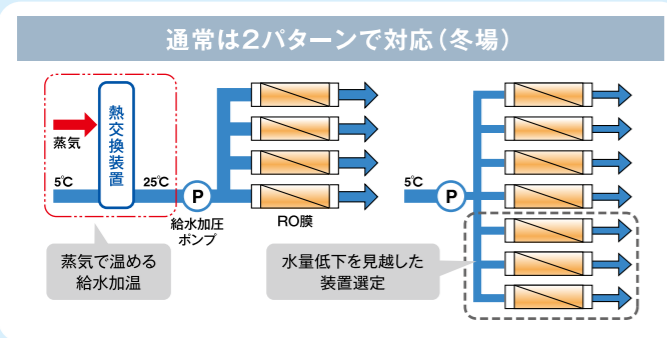 通常は2パターンで対応（冬場）
蒸気
熱交換装置
5℃
25℃
P
給水加圧
ポンプ
RO膜
蒸気で温める
給水加温
5℃
P
水量低下を見越した
装置選定